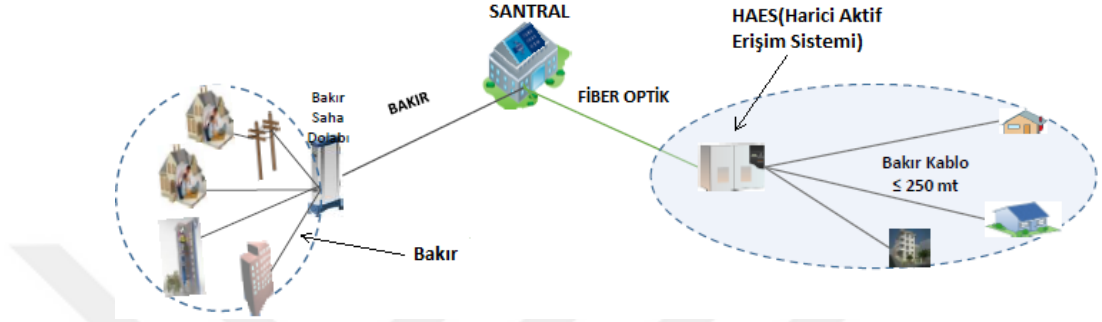 SANTRAL
HAES(Harici Aktif
Erişim Sistemi)
BAKIR
FİBER OPTİK
Bakır
Saha
Dolabı
Bakır Kablo
≤ 250 mt
Bakır